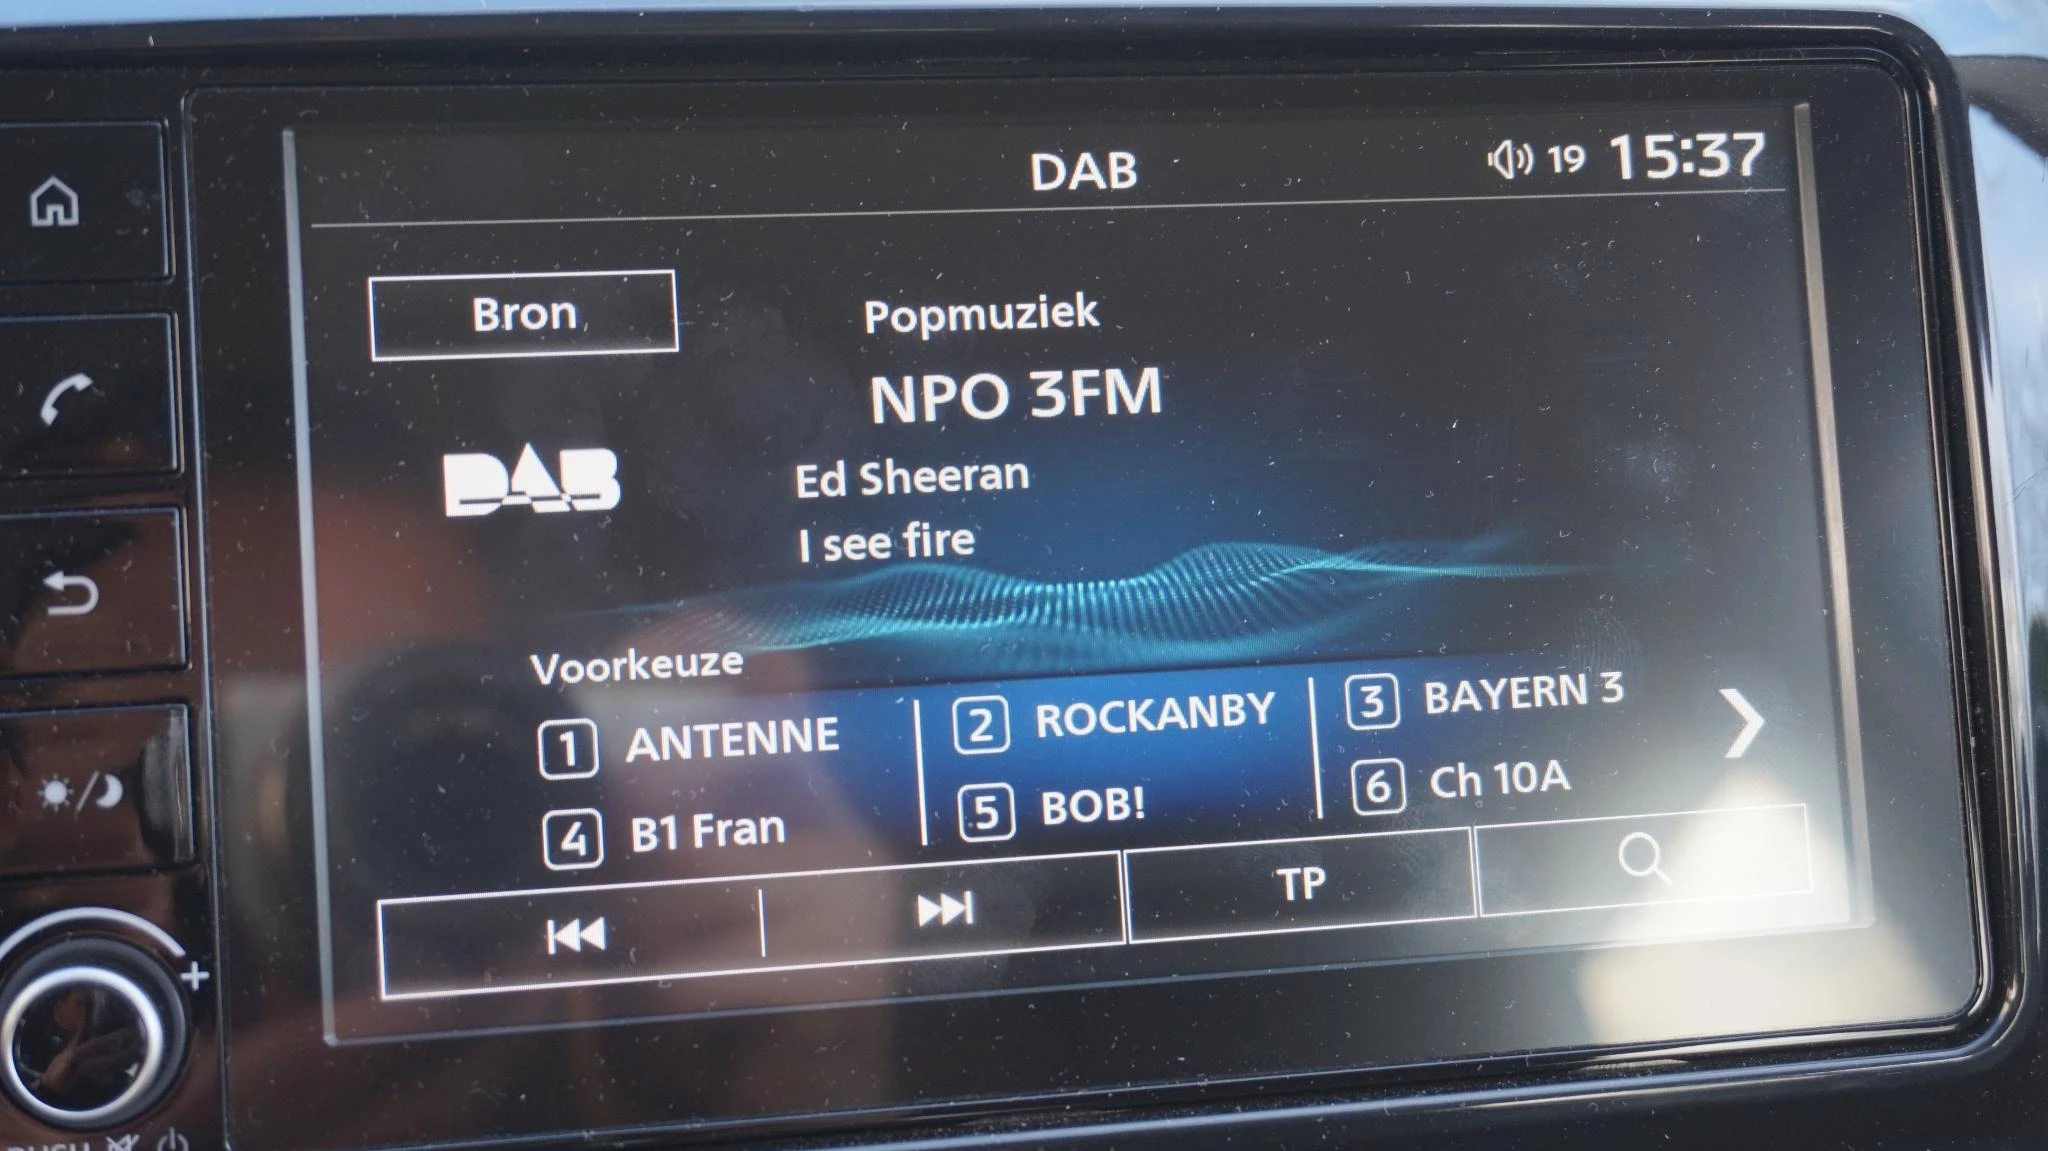 DAB
19 15:37
Bron
Popmuziek
NPO 3FM
DAB
Ed Sheeran
I see fire
Voorkeuze
1 ANTENNE
2 ROCKANBY
3 BAYERN 3
4 B1 Fran
5 BOB!
6 Ch 10A
TP
+
PUSH